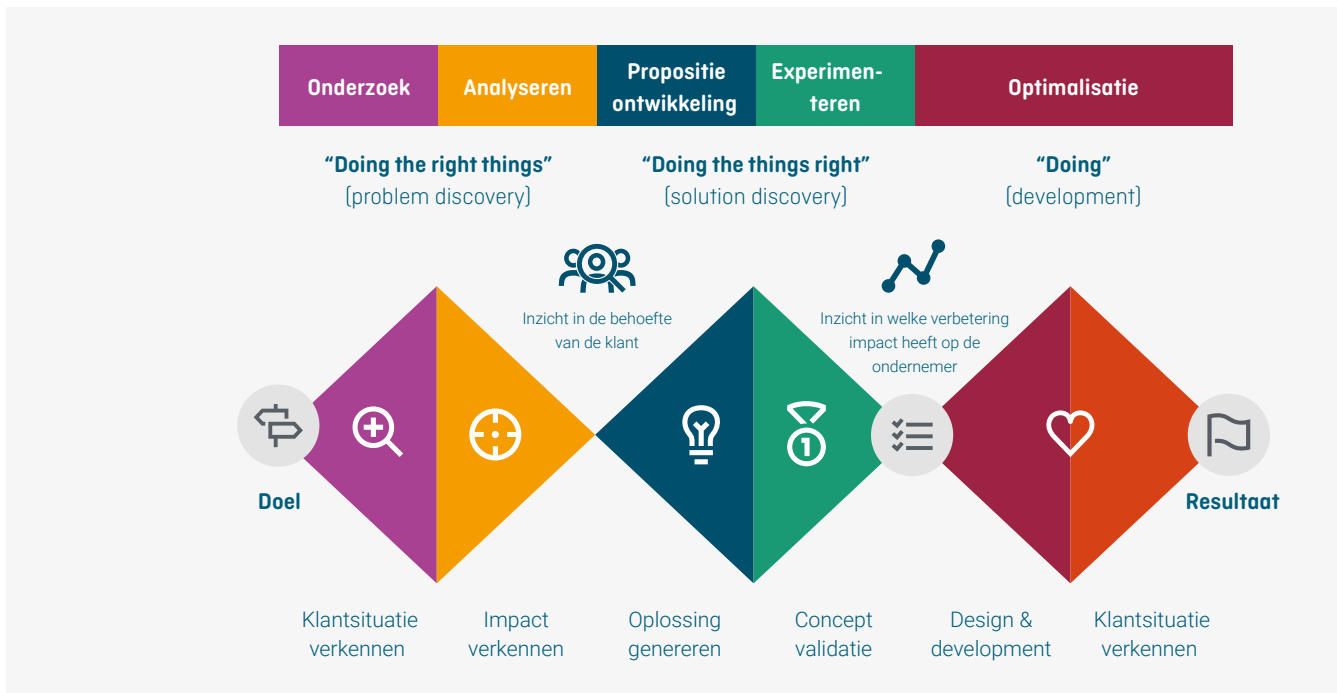 Onderzoek
Analyseren
Propositie
ontwikkeling
Experimen-
teren
Optimalisatie
“Doing the right things”
(problem discovery)
“Doing the things right”
(solution discovery)
“Doing”
(development)
Inzicht in de behoefte
van de klant
Inzicht in welke verbetering
impact heeft op de
ondernemer
1
Doel
Resultaat
Klantsituatie
verkennen
Impact
verkennen
Oplossing
genereren
Concept
validatie
Design &
development
Klantsituatie
verkennen